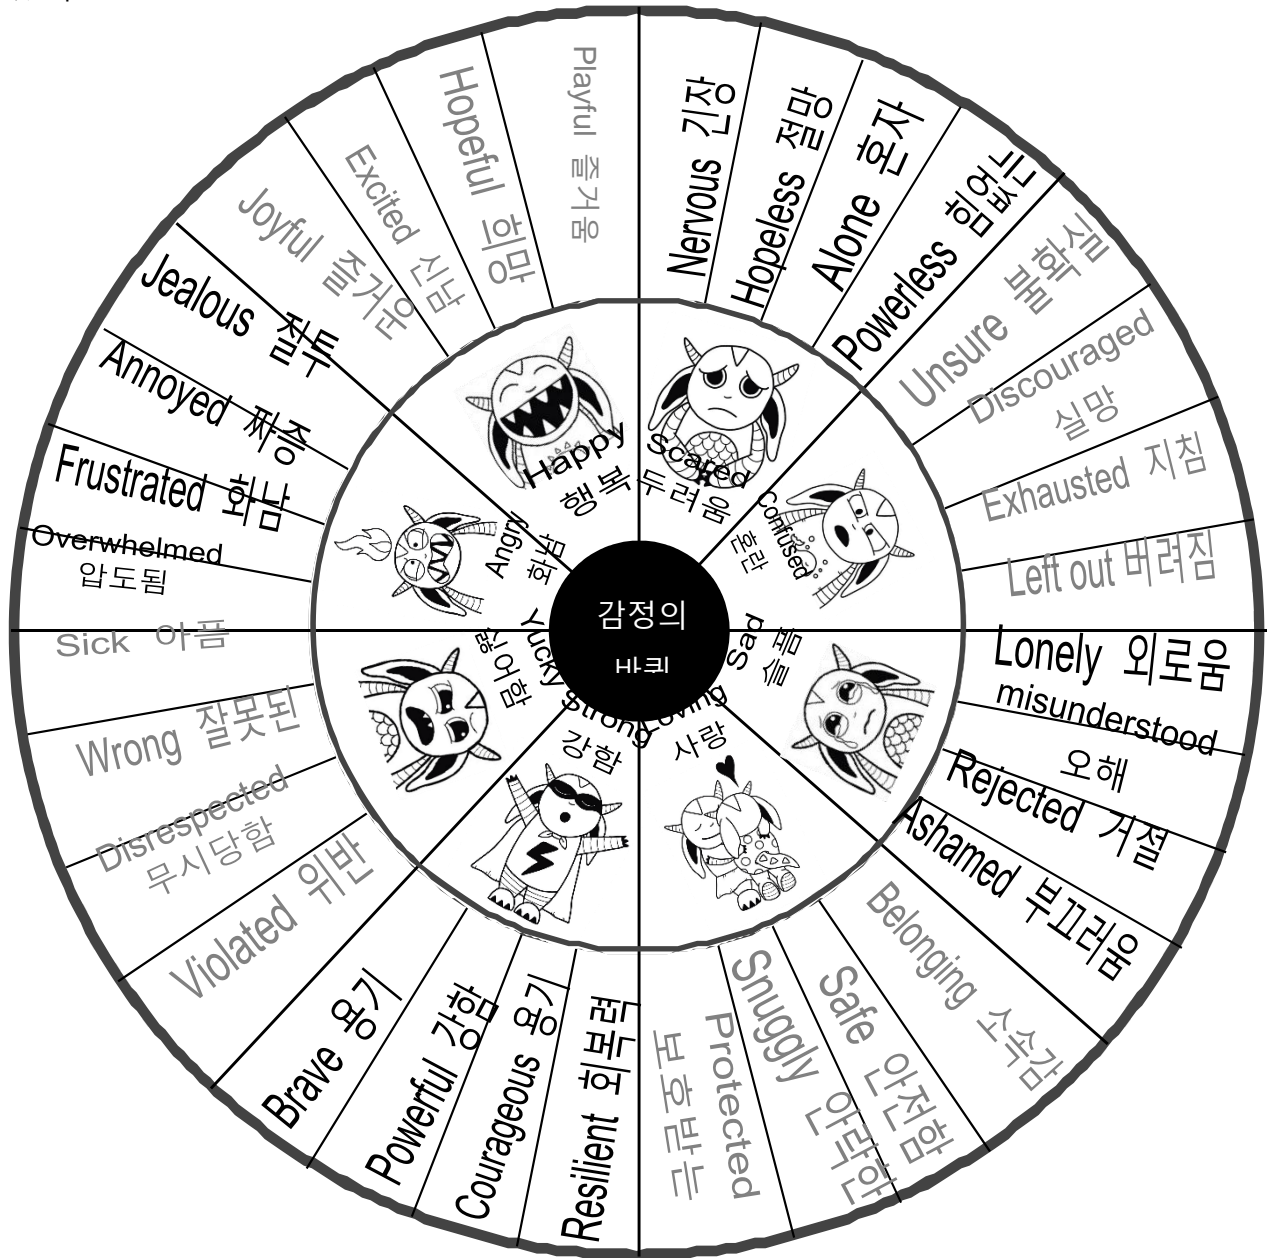 감정의
바퀴
Happy
행복
Scared
두려움
Confused
혼란
Sad
슬픔
Loving
사랑
Strong
강함
Yucky
싫어함
Angry
화남
Nervous 긴장
Hopeless 절망
Alone 혼자
Powerless 힘없는
Unsure 불확실
Discouraged
실망
Exhausted 지침
Left out 버려짐
Lonely 외로움
misunderstood
오해
Rejected 거절
Ashamed 부끄러움
Belonging 소속감
Safe 안전함
Snuggly 안락한
Protected
보호받는
Resilient 회복력
Courageous 용기
Powerful 강함
Brave 용기
Violated 위반
Disrespected
무시당함
Wrong 잘못된
Sick 아픔
Overwhelmed
압도됨
Frustrated 화남
Annoyed 짜증
Jealous 질투
Joyful 즐거운
Excited 신남
Hopeful 희망
Playful 즐거움